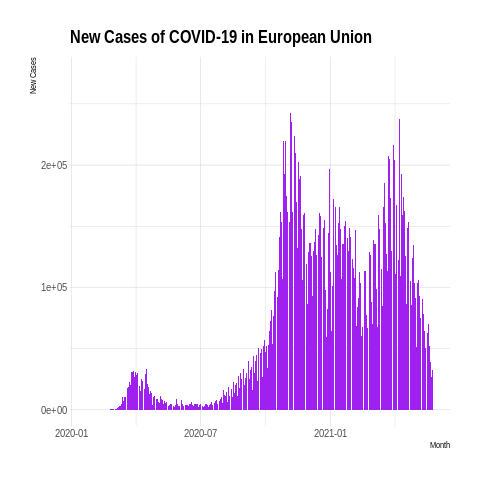 New Cases of COVID-19 in European Union
New Cases
2e+05
1e+05
0e+00
2020-01 2020-07 2021-01
Month